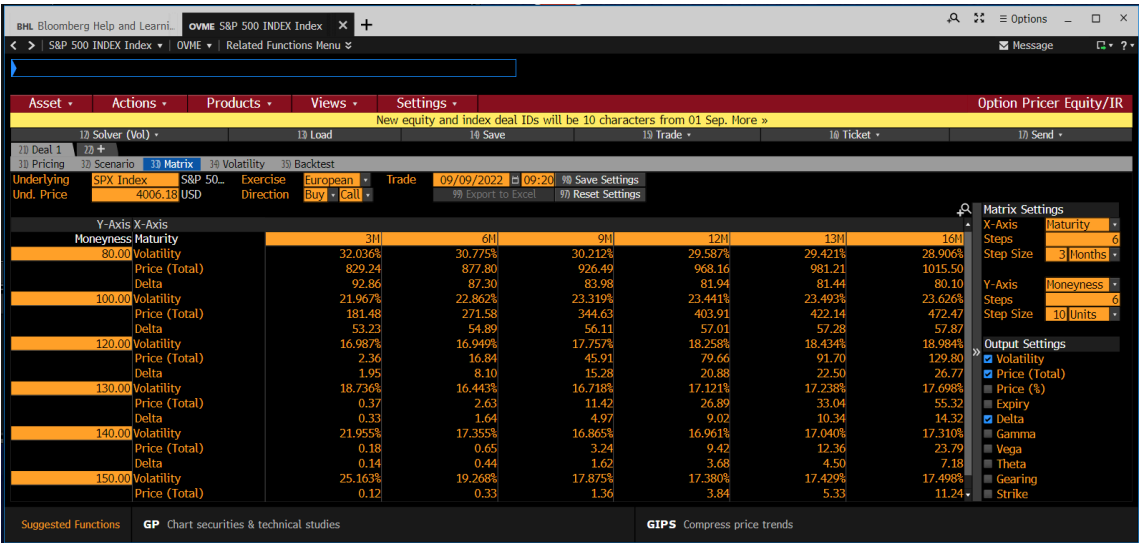 BHL Bloomberg Help and Learni.. OVME S&P 500 INDEX Index × + ≡ Options _ □ ×
< > S&P 500 INDEX Index ▾ OVME ▾ Related Functions Menu ⩔ Message ?▾
Asset ▾ Actions ▾ Products ▾ Views ▾ Settings ▾ Option Pricer Equity/IR
New equity and index deal IDs will be 10 characters from 01 Sep. More »
12) Solver (Vol) ▾ 13) Load 14) Save 15) Trade ▾ 16) Ticket ▾ 17) Send ▾
21) Deal 1 22) +
31) Pricing 32) Scenario 33) Matrix 34) Volatility 35) Backtest
Underlying SPX Index S&P 50... Exercise European Trade 09/09/2022 09:20 90) Save Settings
Und. Price 4006.18 USD Direction Buy Call 93) Export to Excel 97) Reset Settings
Matrix Settings
Y-Axis X-Axis X-Axis Maturity
Moneyness Maturity 3M 6M 9M 12M 13M 16M Steps 6
80.00 Volatility 32.036% 30.775% 30.212% 29.587% 29.421% 28.906% Step Size 3 Months
Price (Total) 829.24 877.80 926.49 968.16 981.21 1015.50
Delta 92.86 87.30 83.98 81.94 81.44 80.10 Y-Axis Moneyness
100.00 Volatility 21.967% 22.862% 23.319% 23.441% 23.493% 23.626% Steps 6
Price (Total) 181.48 271.58 344.63 403.91 422.14 472.47 Step Size 10 Units
Delta 53.23 54.89 56.11 57.01 57.28 57.87
120.00 Volatility 16.987% 16.949% 17.757% 18.258% 18.434% 18.984% Output Settings
Price (Total) 2.36 16.84 45.91 79.66 91.70 129.80 » Volatility
Delta 1.95 8.10 15.28 20.88 22.50 26.77 Price (Total)
130.00 Volatility 18.736% 16.443% 16.718% 17.121% 17.238% 17.698% Price (%)
Price (Total) 0.37 2.63 11.42 26.89 33.04 55.32 Expiry
Delta 0.33 1.64 4.97 9.02 10.34 14.32 Delta
140.00 Volatility 21.955% 17.355% 16.865% 16.961% 17.040% 17.310% Gamma
Price (Total) 0.18 0.65 3.24 9.42 12.36 23.79 Vega
Delta 0.14 0.44 1.62 3.68 4.50 7.18 Theta
150.00 Volatility 25.163% 19.268% 17.875% 17.380% 17.429% 17.498% Gearing
Price (Total) 0.12 0.33 1.36 3.84 5.33 11.24 Strike
Suggested Functions GP Chart securities & technical studies GIPS Compress price trends